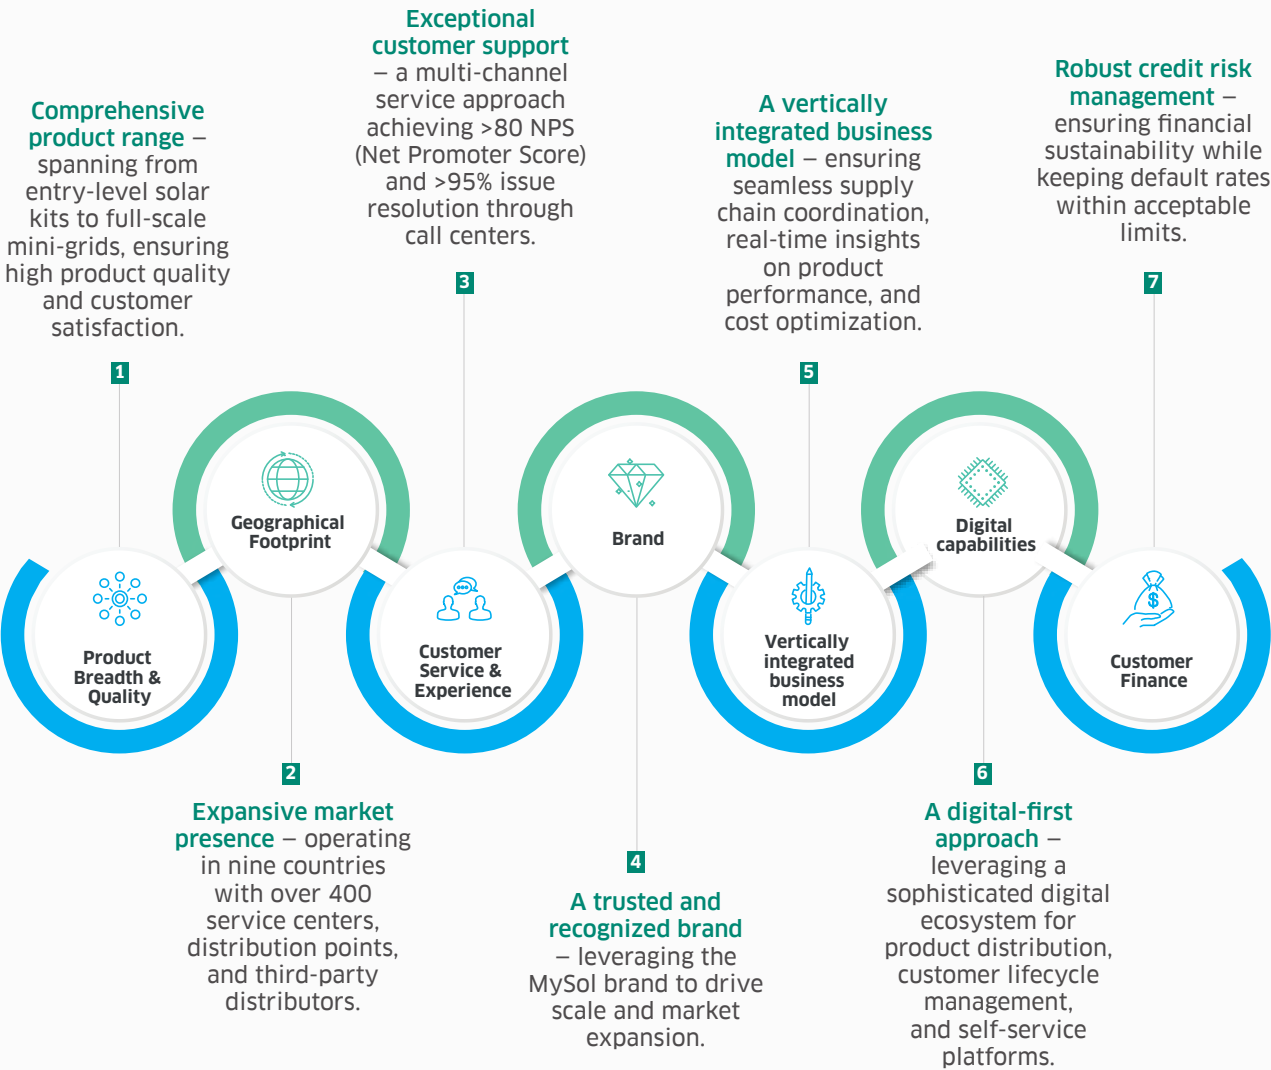 Comprehensive
product range –
spanning from
entry-level solar
kits to full-scale
mini-grids, ensuring
high product quality
and customer
satisfaction.
1
Product
Breadth &
Quality
Geographical
Footprint
2
Expansive market
presence – operating
in nine countries
with over 400
service centers,
distribution points,
and third-party
distributors.
Exceptional
customer support
– a multi-channel
service approach
achieving >80 NPS
(Net Promoter Score)
and >95% issue
resolution through
call centers.
3
Customer
Service &
Experience
Brand
4
A trusted and
recognized brand
– leveraging the
MySol brand to drive
scale and market
expansion.
A vertically
integrated business
model – ensuring
seamless supply
chain coordination,
real-time insights
on product
performance, and
cost optimization.
5
Vertically
integrated
business
model
Digital
capabilities
6
A digital-first
approach –
leveraging a
sophisticated digital
ecosystem for
product distribution,
customer lifecycle
management,
and self-service
platforms.
Robust credit risk
management –
ensuring financial
sustainability while
keeping default rates
within acceptable
limits.
7
$
Customer
Finance